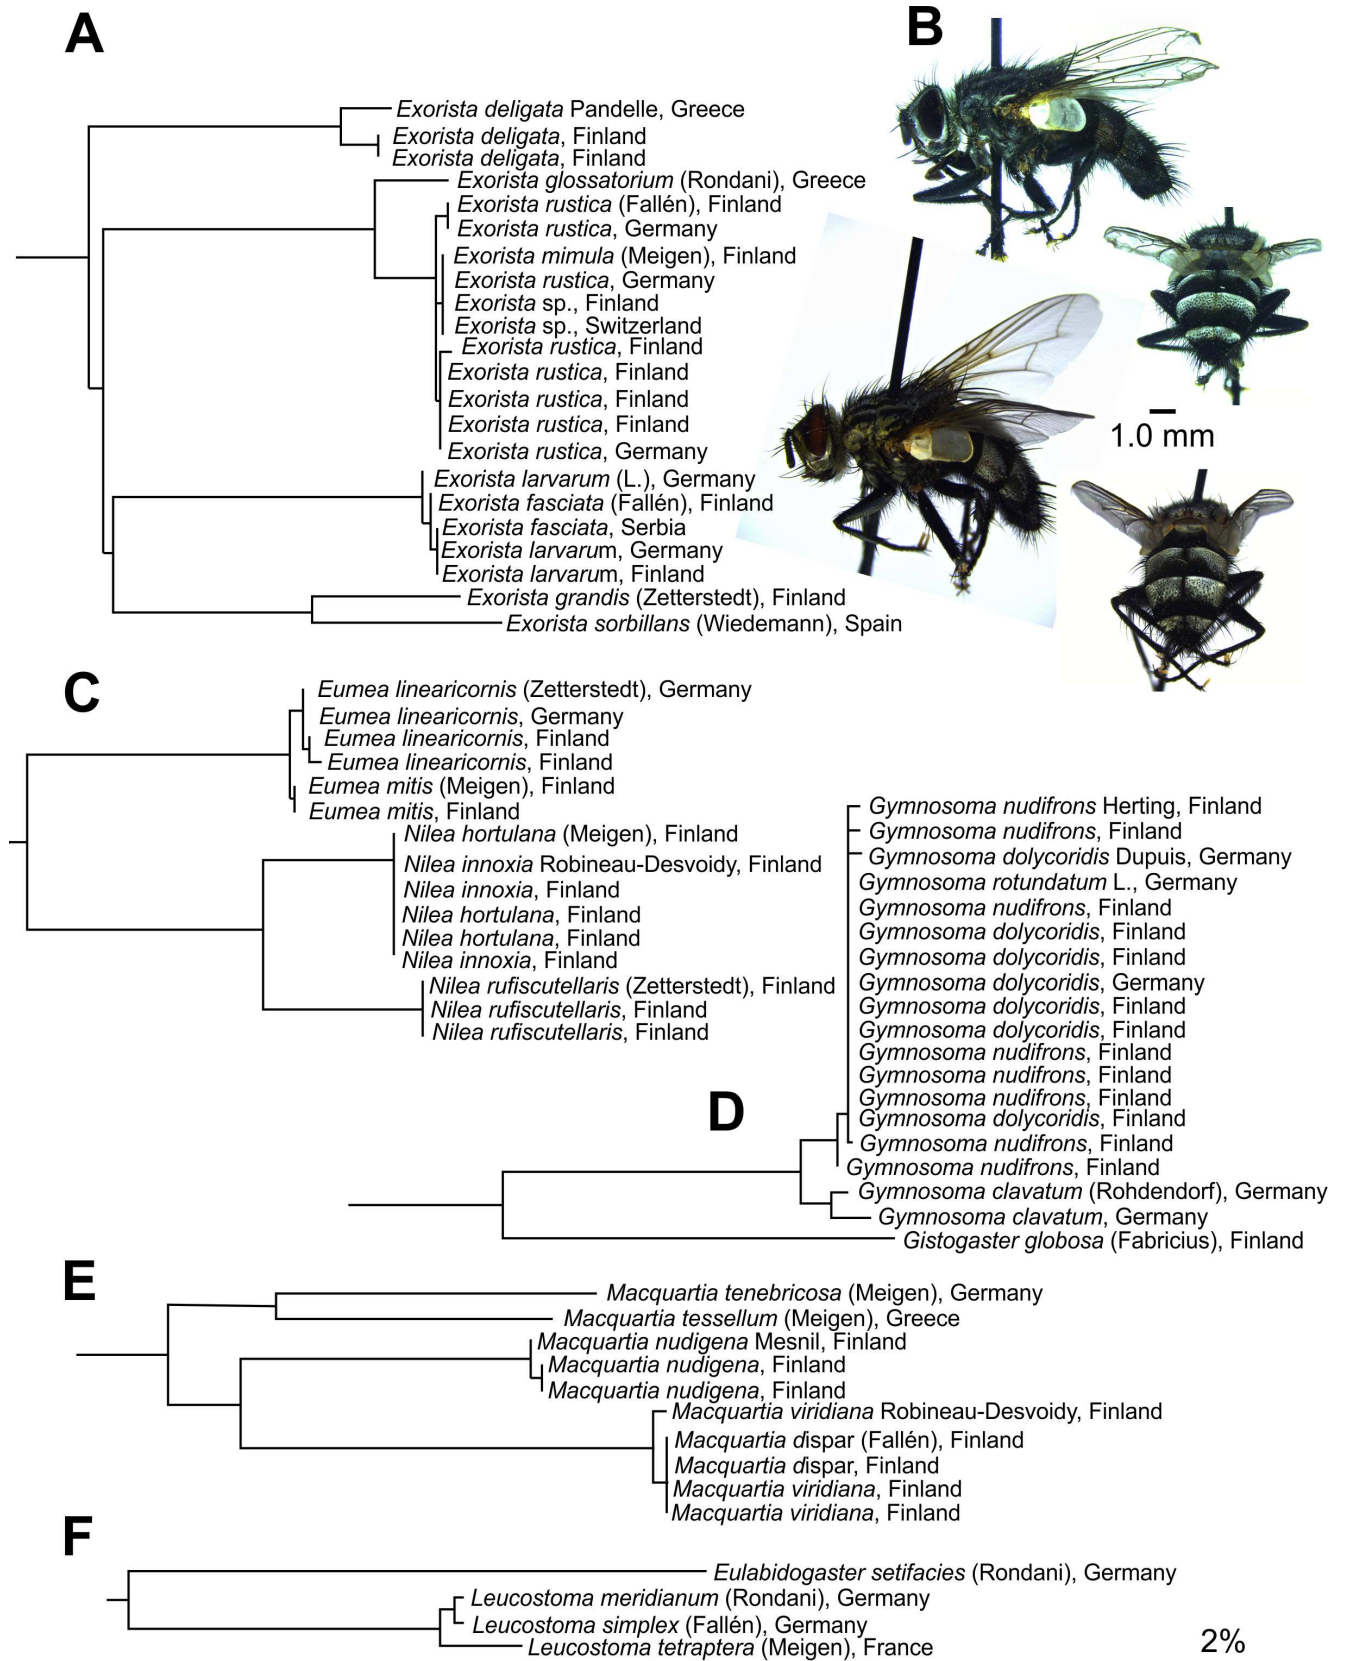 A
B
Exorista deligata Pandelle, Greece
Exorista deligata, Finland
Exorista deligata, Finland
Exorista glossatorium (Rondani), Greece
Exorista rustica (Fallén), Finland
Exorista rustica, Germany
Exorista mimula (Meigen), Finland
Exorista rustica, Germany
Exorista sp., Finland
Exorista sp., Switzerland
Exorista rustica, Finland
Exorista rustica, Finland
Exorista rustica, Finland
Exorista rustica, Finland
Exorista rustica, Germany
Exorista larvarum (L.), Germany
Exorista fasciata (Fallén), Finland
Exorista fasciata, Serbia
Exorista larvarum, Germany
Exorista larvarum, Finland
Exorista grandis (Zetterstedt), Finland
Exorista sorbillans (Wiedemann), Spain
1.0 mm
C
Eumea linearicornis (Zetterstedt), Germany
Eumea linearicornis, Germany
Eumea linearicornis, Finland
Eumea linearicornis, Finland
Eumea mitis (Meigen), Finland
Eumea mitis, Finland
Nilea hortulana (Meigen), Finland
Nilea innoxia Robineau-Desvoidy, Finland
Nilea innoxia, Finland
Nilea hortulana, Finland
Nilea hortulana, Finland
Nilea innoxia, Finland
Nilea rufiscutellaris (Zetterstedt), Finland
Nilea rufiscutellaris, Finland
Nilea rufiscutellaris, Finland
D
Gymnosoma nudifrons Herting, Finland
Gymnosoma nudifrons, Finland
Gymnosoma dolycoridis Dupuis, Germany
Gymnosoma rotundatum L., Germany
Gymnosoma nudifrons, Finland
Gymnosoma dolycoridis, Finland
Gymnosoma dolycoridis, Finland
Gymnosoma dolycoridis, Germany
Gymnosoma dolycoridis, Finland
Gymnosoma dolycoridis, Finland
Gymnosoma nudifrons, Finland
Gymnosoma nudifrons, Finland
Gymnosoma nudifrons, Finland
Gymnosoma dolycoridis, Finland
Gymnosoma nudifrons, Finland
Gymnosoma nudifrons, Finland
Gymnosoma clavatum (Rohdendorf), Germany
Gymnosoma clavatum, Germany
Gistogaster globosa (Fabricius), Finland
E
Macquartia tenebricosa (Meigen), Germany
Macquartia tessellum (Meigen), Greece
Macquartia nudigena Mesnil, Finland
Macquartia nudigena, Finland
Macquartia nudigena, Finland
Macquartia viridiana Robineau-Desvoidy, Finland
Macquartia dispar (Fallén), Finland
Macquartia dispar, Finland
Macquartia viridiana, Finland
Macquartia viridiana, Finland
F
Eulabidogaster setifacies (Rondani), Germany
Leucostoma meridianum (Rondani), Germany
Leucostoma simplex (Fallén), Germany
Leucostoma tetraptera (Meigen), France
2%